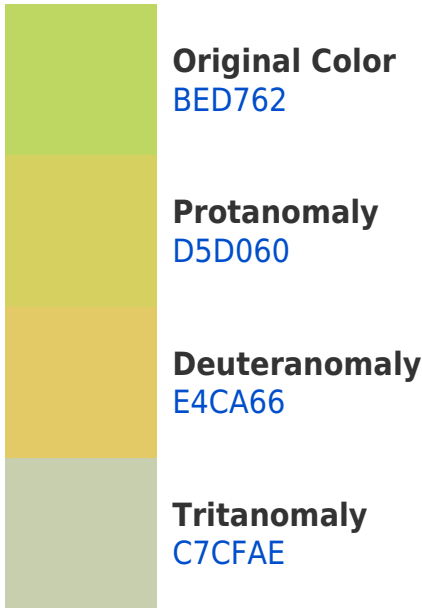 Original Color
BED762
Protanomaly
D5D060
Deuteranomaly
E4CA66
Tritanomaly
C7CFAE